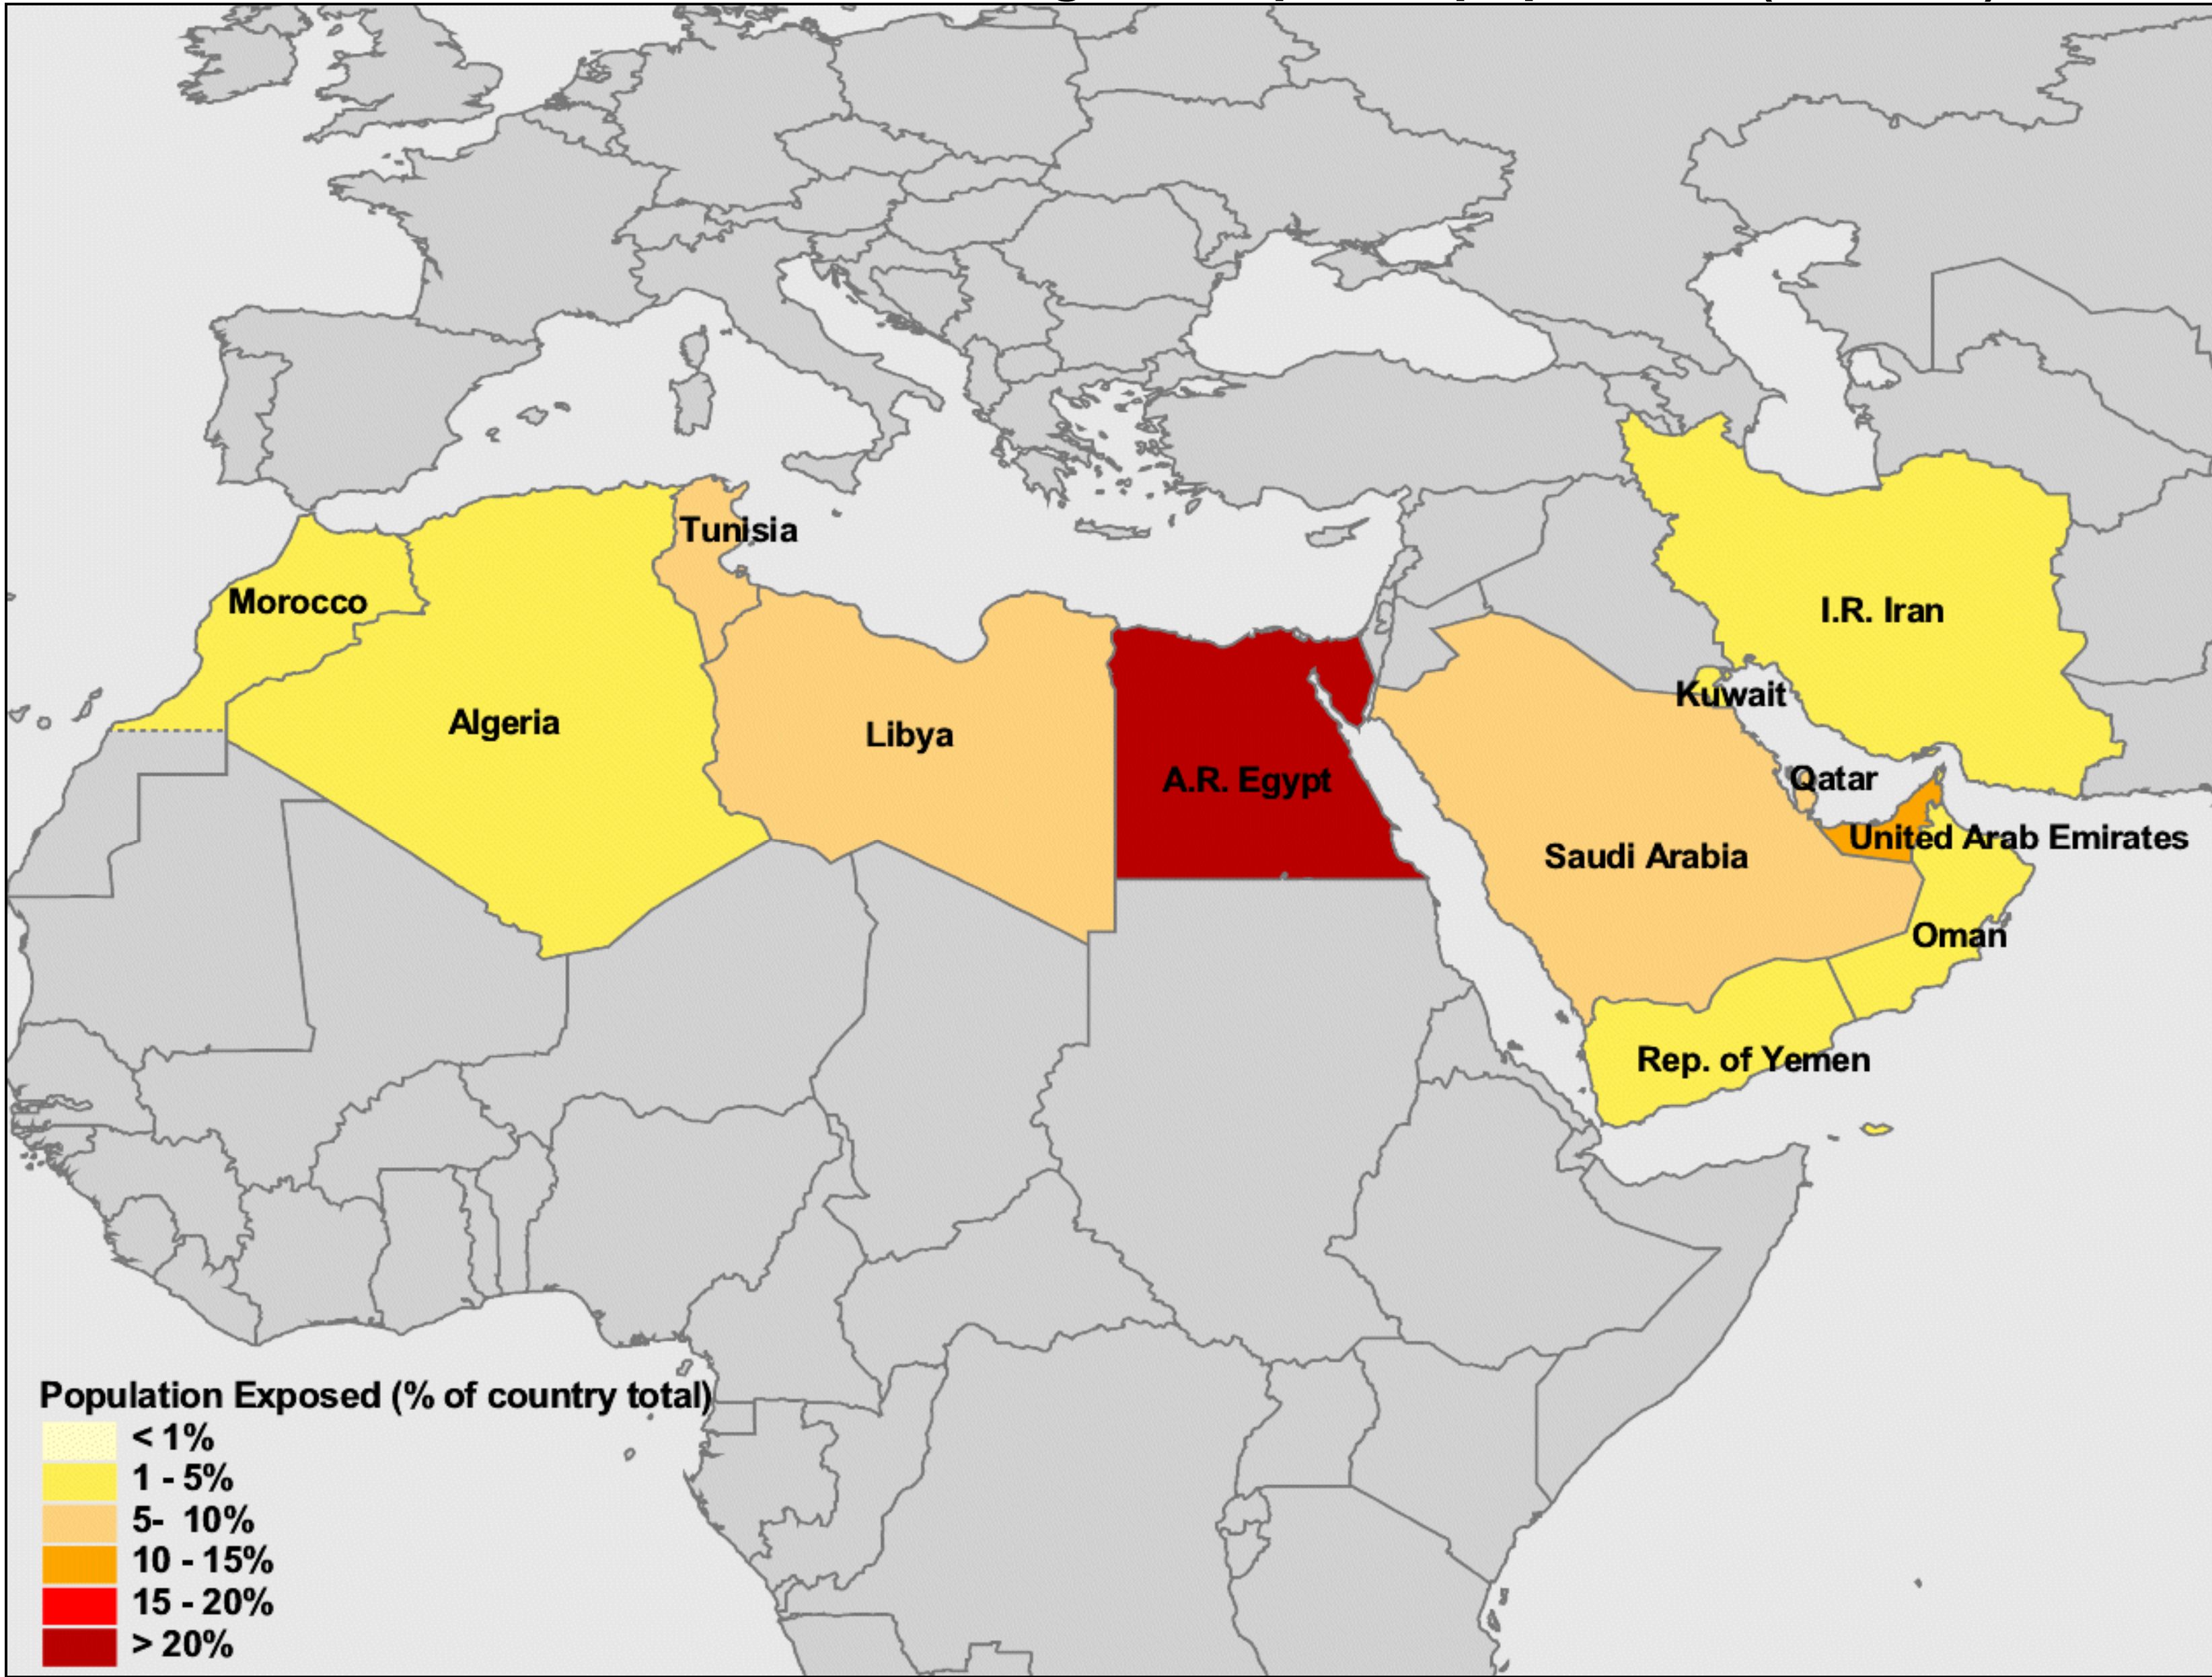 Tunisia
Morocco
I.R. Iran
Kuwait
Algeria
Libya
A.R. Egypt
Qatar
United Arab Emirates
Saudi Arabia
Oman
Rep. of Yemen
Population Exposed (% of country total)
< 1%
1 - 5%
5- 10%
10 - 15%
15 - 20%
> 20%